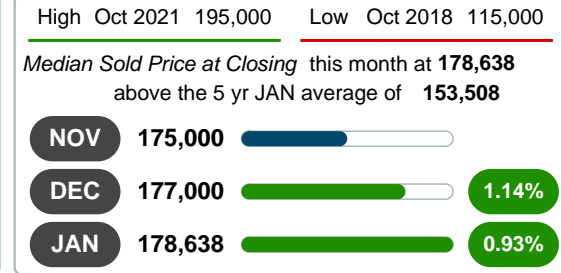 High Oct 2021 195,000 Low Oct 2018 115,000
Median Sold Price at Closing this month at 178,638
above the 5 yr JAN average of 153,508
NOV 175,000
DEC 177,000 1.14%
JAN 178,638 0.93%